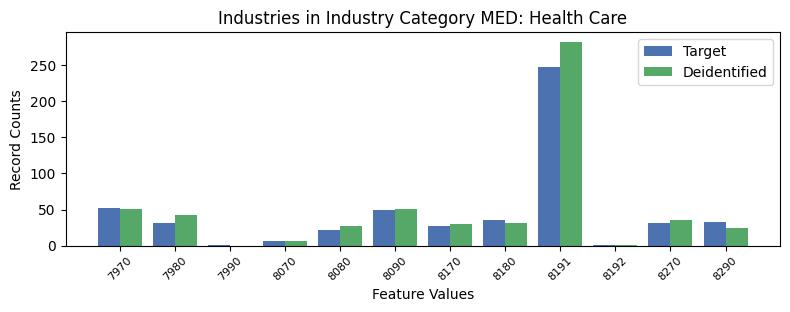 Industries in Industry Category MED: Health Care
Target
Deidentified
Record Counts
250
200
150
100
50
0
7970 7980 7990 8070 8080 8090 8170 8180 8191 8192 8270 8290
Feature Values